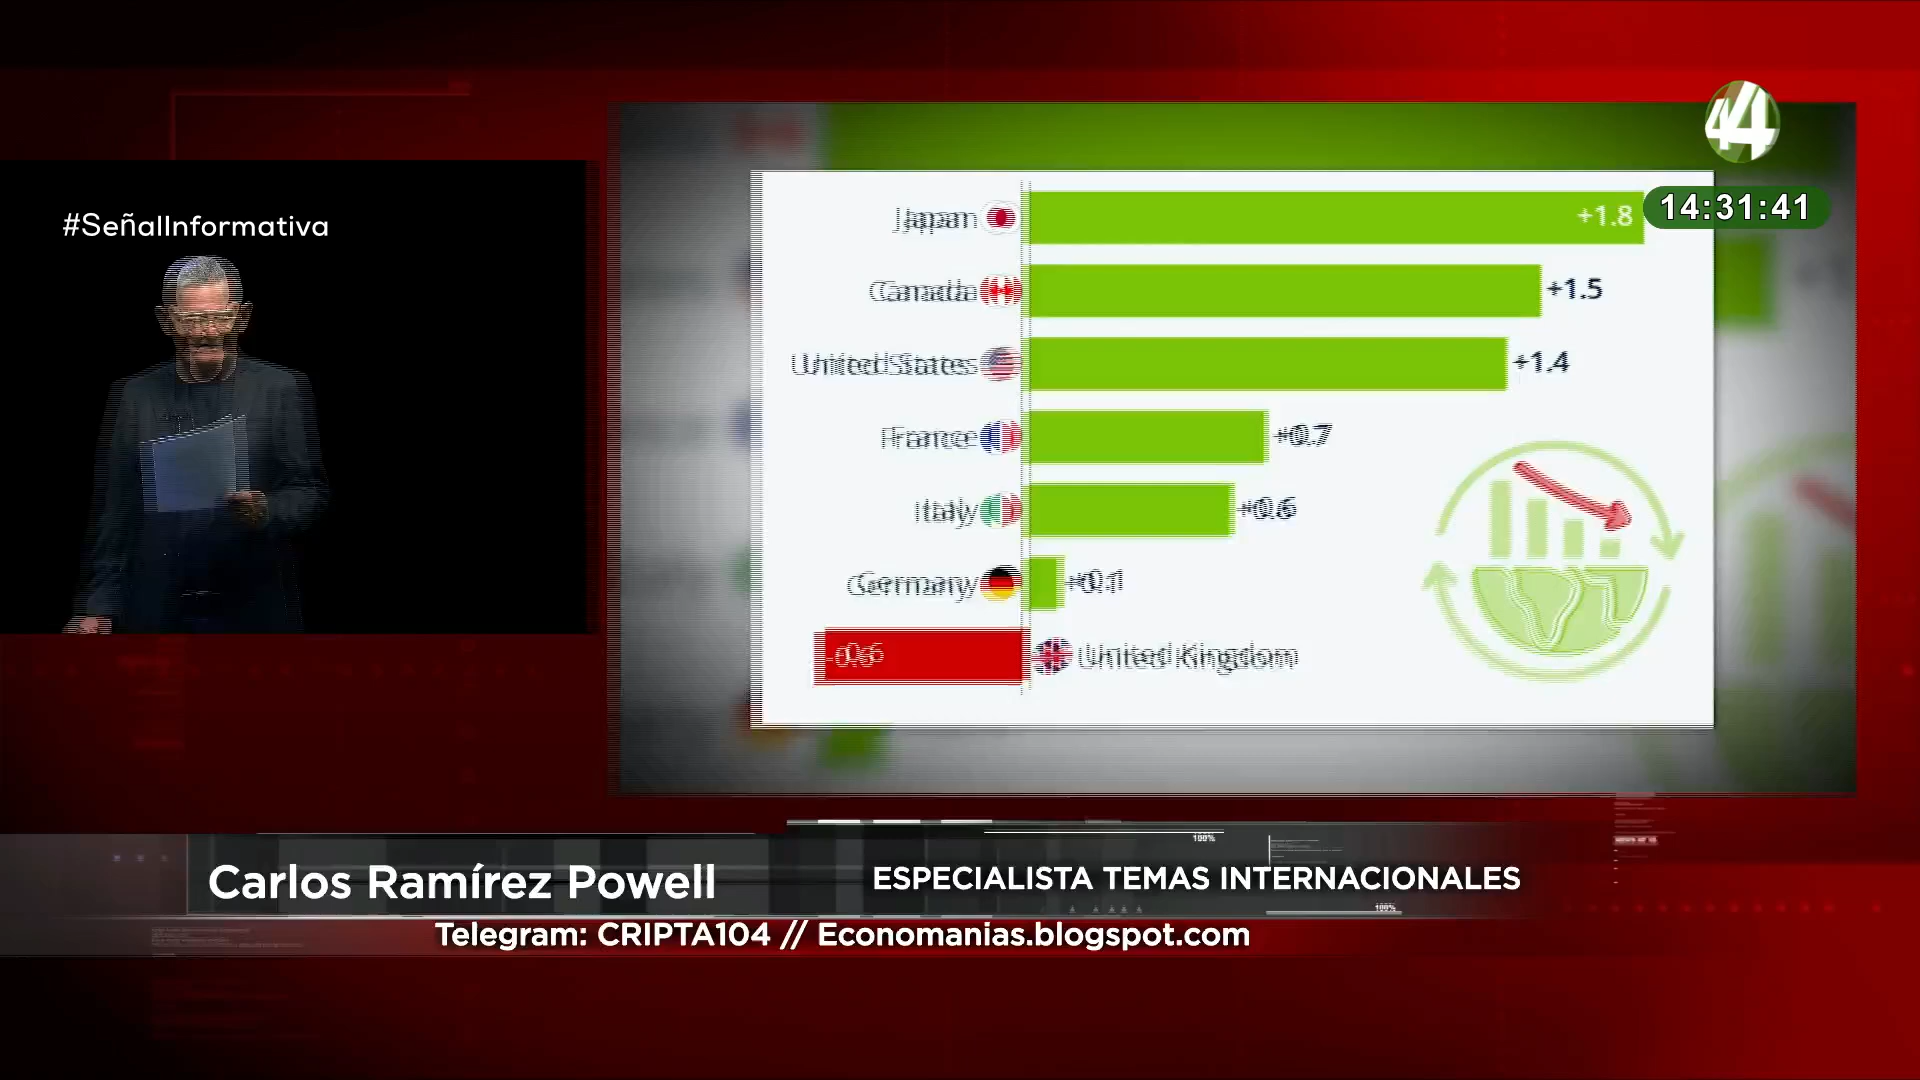 44
14:31:41
#SeñalInformativa
Japan +1.8
Canada +1.5
United States +1.4
France +0.7
Italy +0.6
Germany +0.1
-0.6 United Kingdom
100%
Carlos Ramírez Powell
ESPECIALISTA TEMAS INTERNACIONALES
100%
Telegram: CRIPTA104 // Economanias.blogspot.com